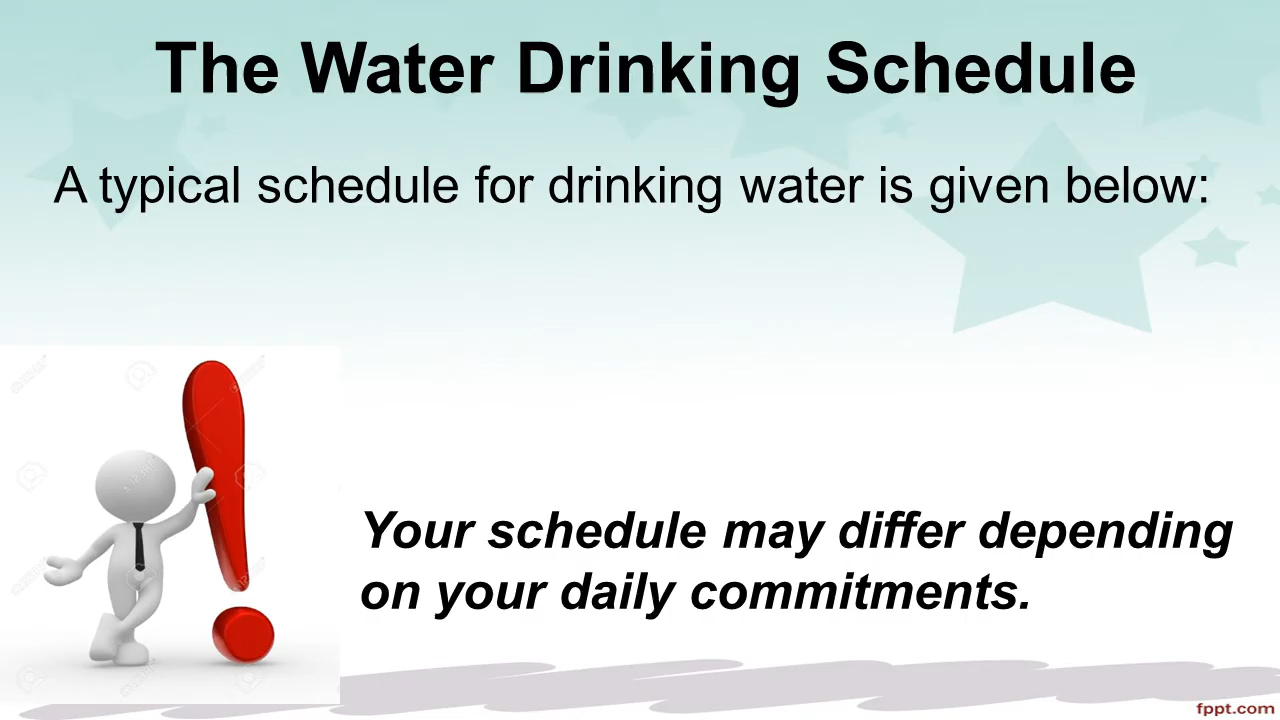 The Water Drinking Schedule
A typical schedule for drinking water is given below:
Your schedule may differ depending
on your daily commitments.
fppt.com